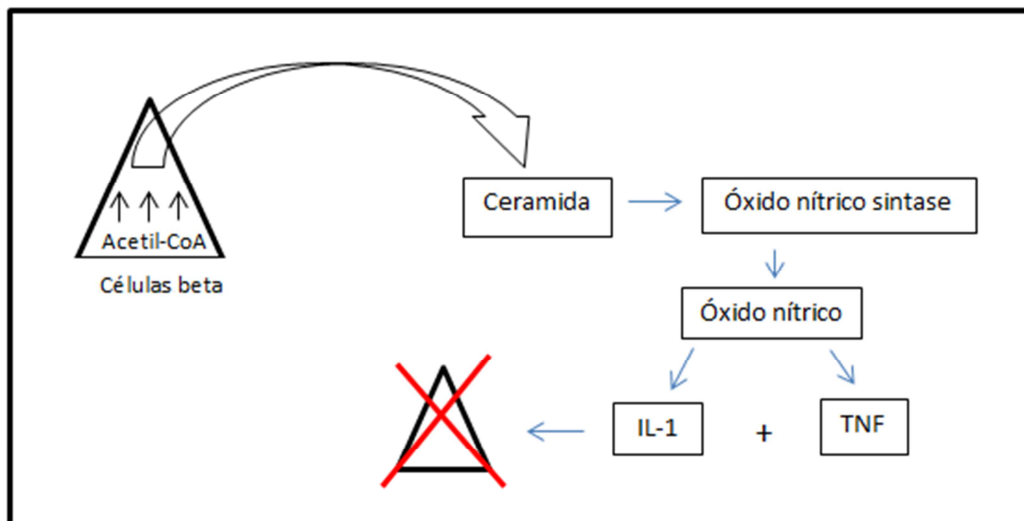 Acetil-CoA
Células beta
Ceramida
Óxido nítrico sintase
Óxido nítrico
IL-1
+
TNF